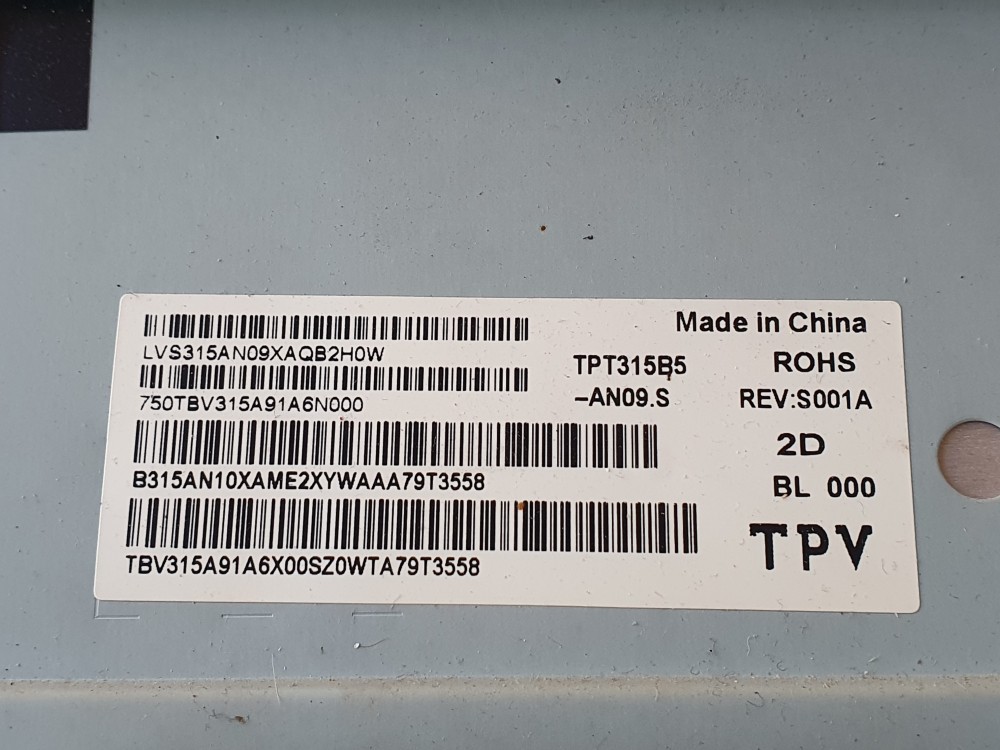 Made in China
LVS315AN09XAQB2H0W
TPT315B5
ROHS
750TBV315A91A6N000
-AN09.S
REV:S001A
2D
B315AN10XAME2XYWAAA79T3558
BL 000
TPV
TBV315A91A6X00SZ0WTA79T3558